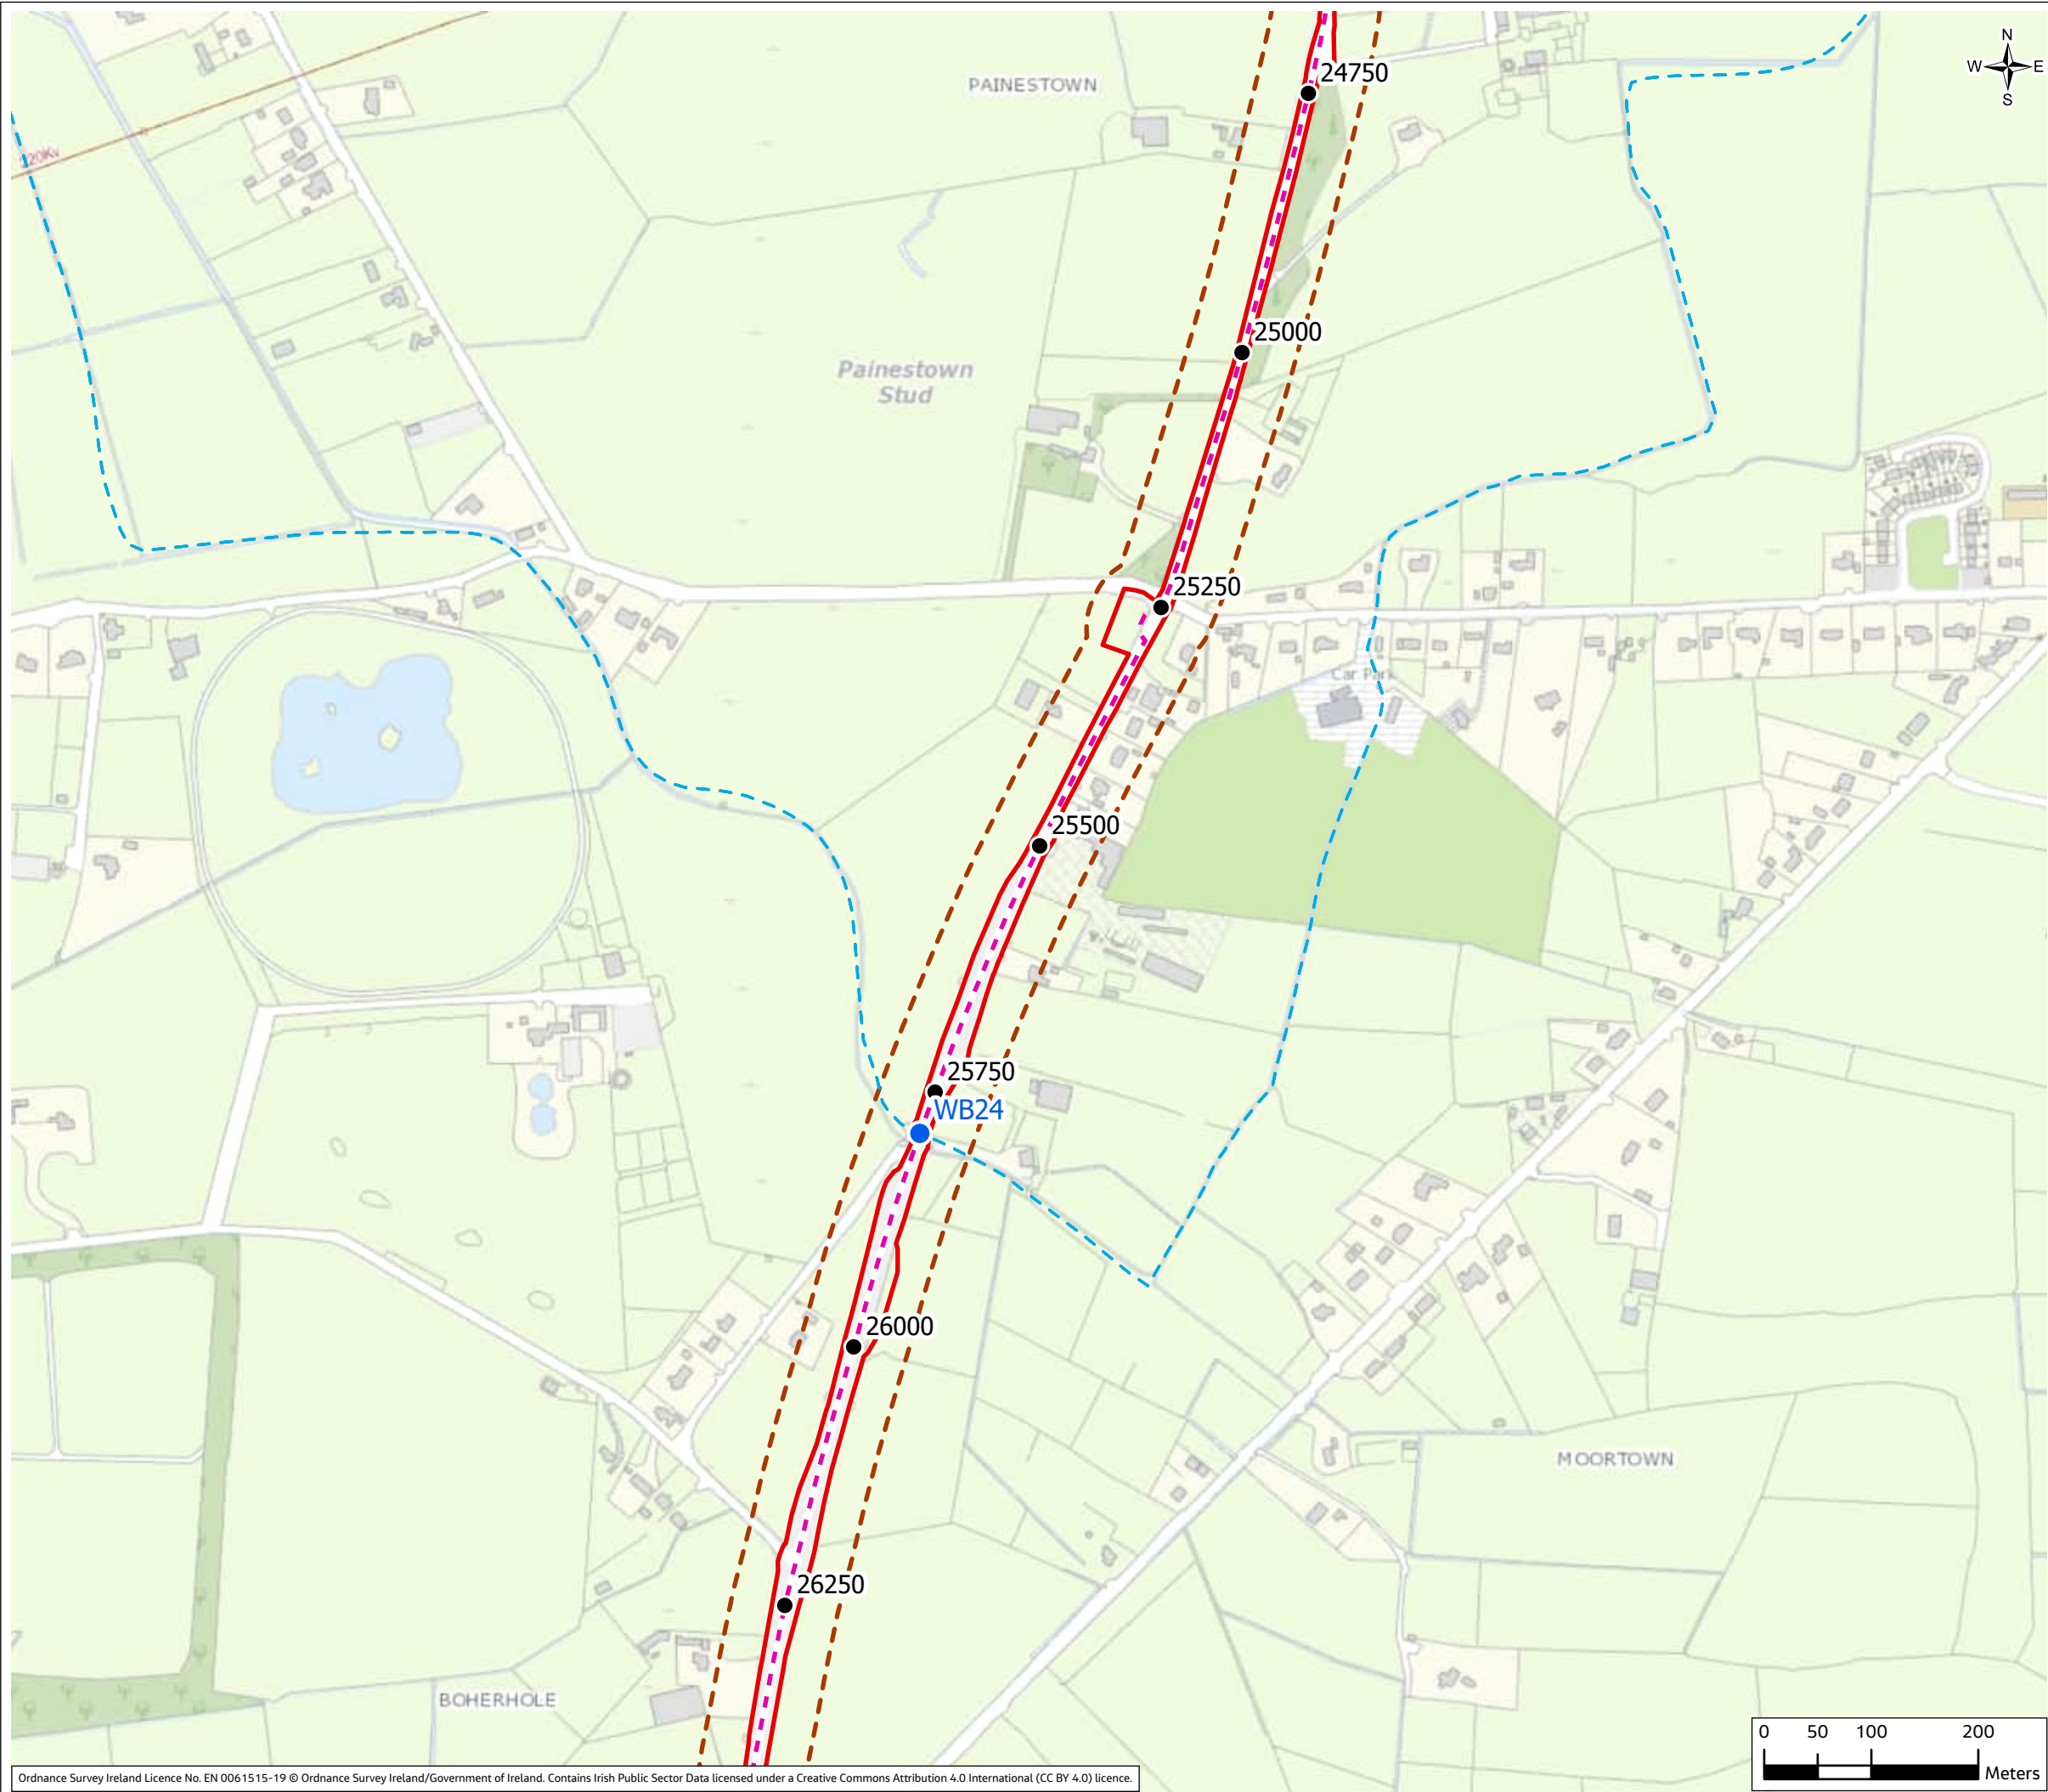 N
W E
S
24750
PAINESTOWN
25000
Painestown
Stud
25250
Car Park
25500
25750
WB24
26000
MOORTOWN
26250
BOHERHOLE
0 50 100 200
Meters
Ordnance Survey Ireland Licence No. EN 0061515-19 © Ordnance Survey Ireland/Government of Ireland. Contains Irish Public Sector Data licensed under a Creative Commons Attribution 4.0 International (CC BY 4.0) licence.